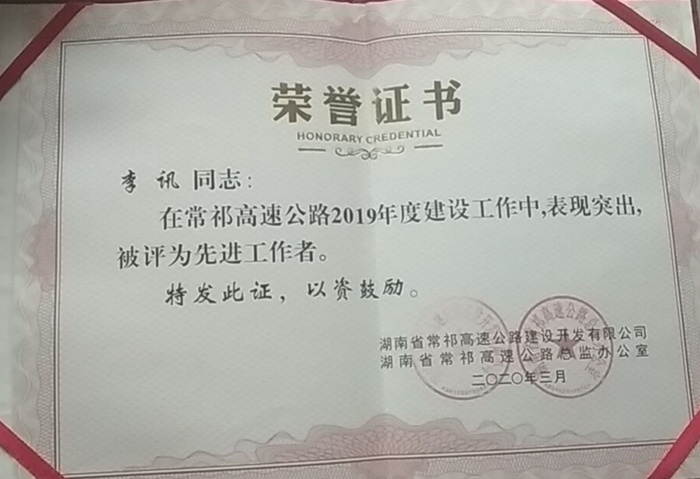 荣誉证书
HONORARY CREDENTIAL
李讯同志：
在常祁高速公路2019年度建设工作中,表现突出,
被评为先进工作者。
特发此证，以资鼓励。
湖南省常祁高速公路建设开发有限公司
湖南省常祁高速公路总监办公室
二〇二〇年三月